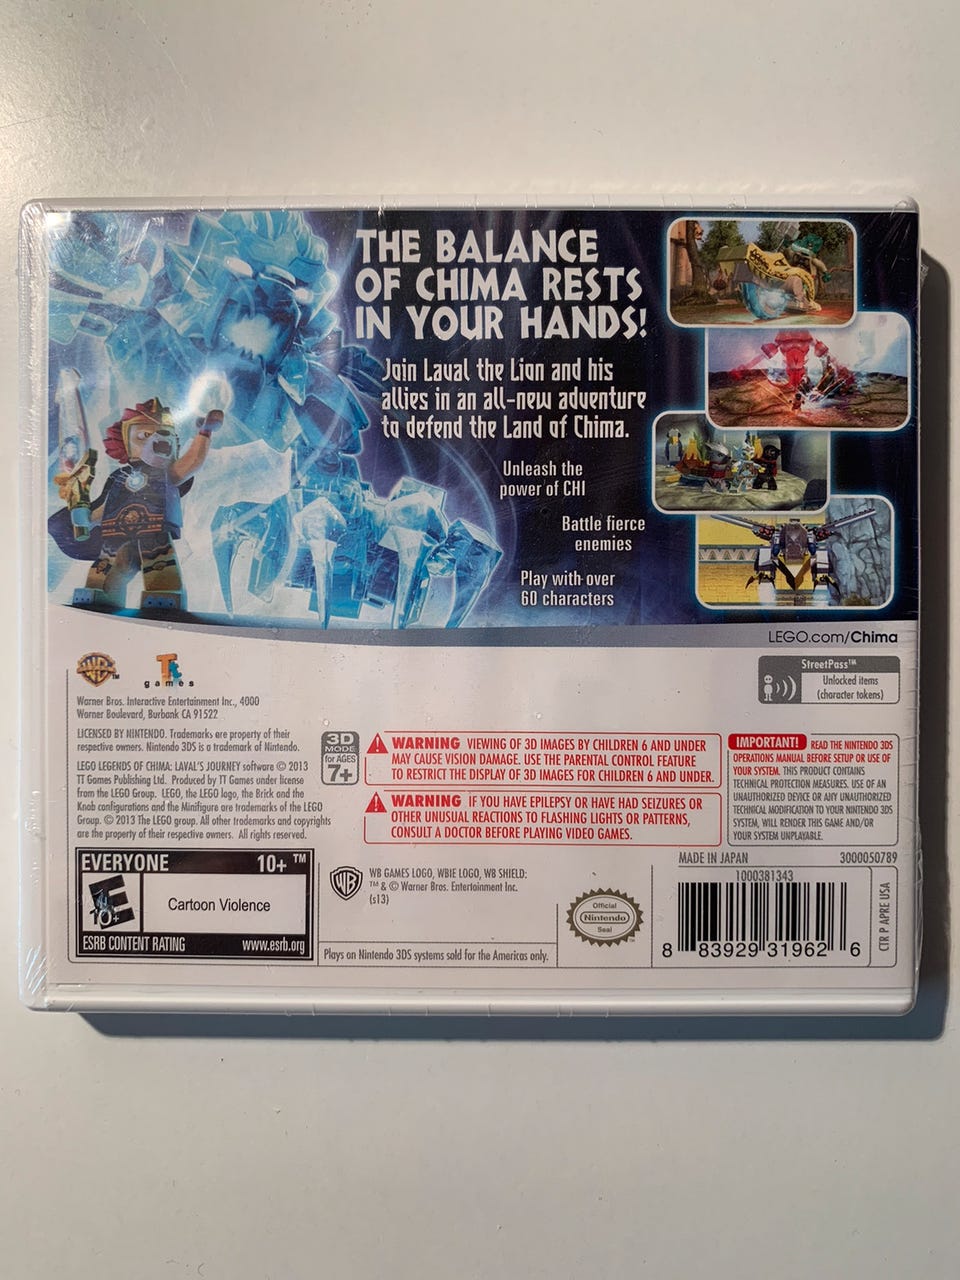 THE BALANCE
OF CHIMA RESTS
IN YOUR HANDS!
Join Laval the Lion and his
allies in an all-new adventure
to defend the Land of Chima.
Unleash the
power of CHI
Battle fierce
enemies
Play with over
60 characters
LEGO.com/Chima
StreetPass™
Unlocked items
(character tokens)
WB TM
Tt
games
Warner Bros. Interactive Entertainment Inc., 4000
Warner Boulevard, Burbank CA 91522
LICENSED BY NINTENDO. Trademarks are property of their
respective owners. Nintendo 3DS is a trademark of Nintendo.
LEGO LEGENDS OF CHIMA: LAVAL'S JOURNEY software © 2013
TT Games Publishing Ltd. Produced by TT Games under license
from the LEGO Group. LEGO, the LEGO logo, the Brick and the
Knob configurations and the Minifigure are trademarks of the LEGO
Group. © 2013 The LEGO group. All other trademarks and copyrights
are the property of their respective owners. All rights reserved.
3D
MODE
for AGES
7+
WARNING VIEWING OF 3D IMAGES BY CHILDREN 6 AND UNDER
MAY CAUSE VISION DAMAGE. USE THE PARENTAL CONTROL FEATURE
TO RESTRICT THE DISPLAY OF 3D IMAGES FOR CHILDREN 6 AND UNDER.
WARNING IF YOU HAVE EPILEPSY OR HAVE HAD SEIZURES OR
OTHER UNUSUAL REACTIONS TO FLASHING LIGHTS OR PATTERNS,
CONSULT A DOCTOR BEFORE PLAYING VIDEO GAMES.
IMPORTANT! READ THE NINTENDO 3DS
OPERATIONS MANUAL BEFORE SETUP OR USE OF
YOUR SYSTEM. THIS PRODUCT CONTAINS
TECHNICAL PROTECTION MEASURES. USE OF AN
UNAUTHORIZED DEVICE OR ANY UNAUTHORIZED
TECHNICAL MODIFICATION TO YOUR NINTENDO 3DS
SYSTEM, WILL RENDER THIS GAME AND/OR
YOUR SYSTEM UNPLAYABLE.
EVERYONE 10+ ™
E
10+
Cartoon Violence
ESRB CONTENT RATING www.esrb.org
WB
WB GAMES LOGO, WBIE LOGO, WB SHIELD:
™ & © Warner Bros. Entertainment Inc.
(s13)
Plays on Nintendo 3DS systems sold for the Americas only.
Official
Nintendo
Seal
™
MADE IN JAPAN 3000050789
1000381343
8 83929 31962 6
CTR P APRE USA